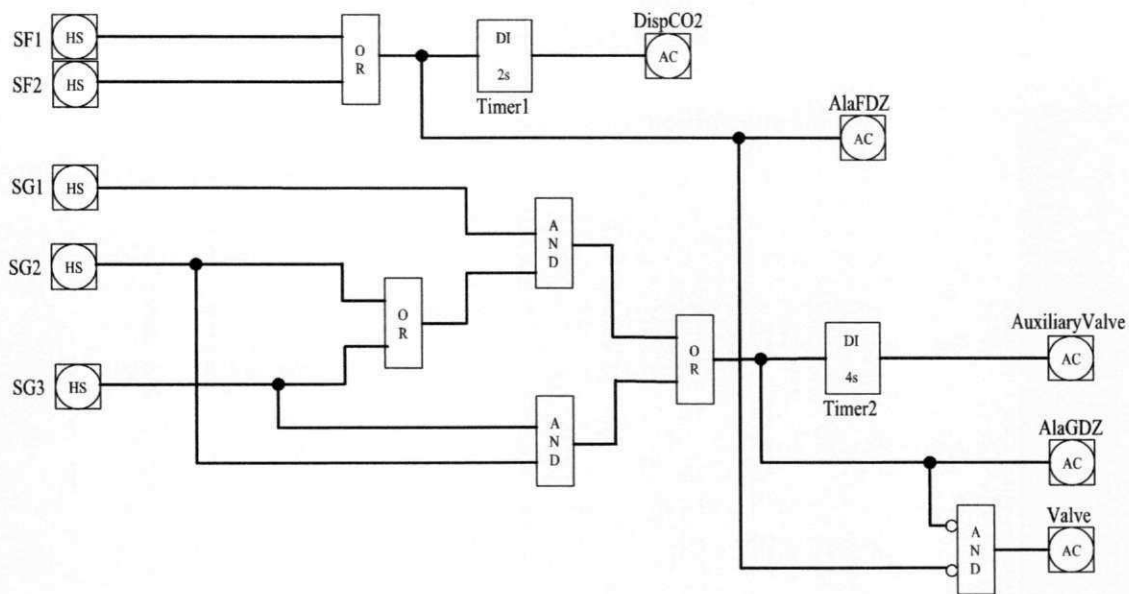 DispCO2
SF1 HS
O
R
DI
2s
AC
SF2 HS
Timer1
AlaFDZ
AC
SG1 HS
A
N
D
SG2 HS
O
R
AuxiliaryValve
O
R
DI
4s
AC
SG3 HS
Timer2
A
N
D
AlaGDZ
AC
Valve
A
N
D
AC